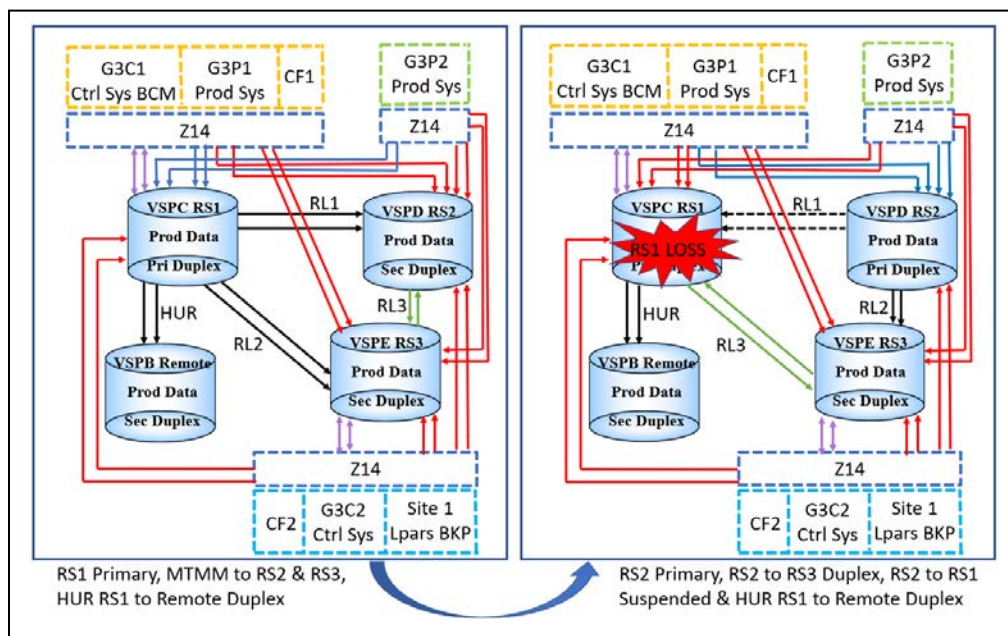 G3C1
Ctrl Sys BCM
G3P1
Prod Sys
CF1
G3P2
Prod Sys
Z14
Z14
VSPC RS1
Prod Data
Pri Duplex
RL1
VSPD RS2
Prod Data
Sec Duplex
HUR
RL2
RL3
VSPB Remote
Prod Data
Sec Duplex
VSPE RS3
Prod Data
Sec Duplex
Z14
CF2
G3C2
Ctrl Sys
Site 1
Lpars BKP
RS1 Primary, MTMM to RS2 & RS3,
HUR RS1 to Remote Duplex
G3C1
Ctrl Sys BCM
G3P1
Prod Sys
CF1
G3P2
Prod Sys
Z14
Z14
VSPC RS1
Prod Data
RS1 LOSS
Duplex
RL1
VSPD RS2
Prod Data
Pri Duplex
HUR
RL3
RL2
VSPB Remote
Prod Data
Sec Duplex
VSPE RS3
Prod Data
Sec Duplex
Z14
CF2
G3C2
Ctrl Sys
Site 1
Lpars BKP
RS2 Primary, RS2 to RS3 Duplex, RS2 to RS1
Suspended & HUR RS1 to Remote Duplex